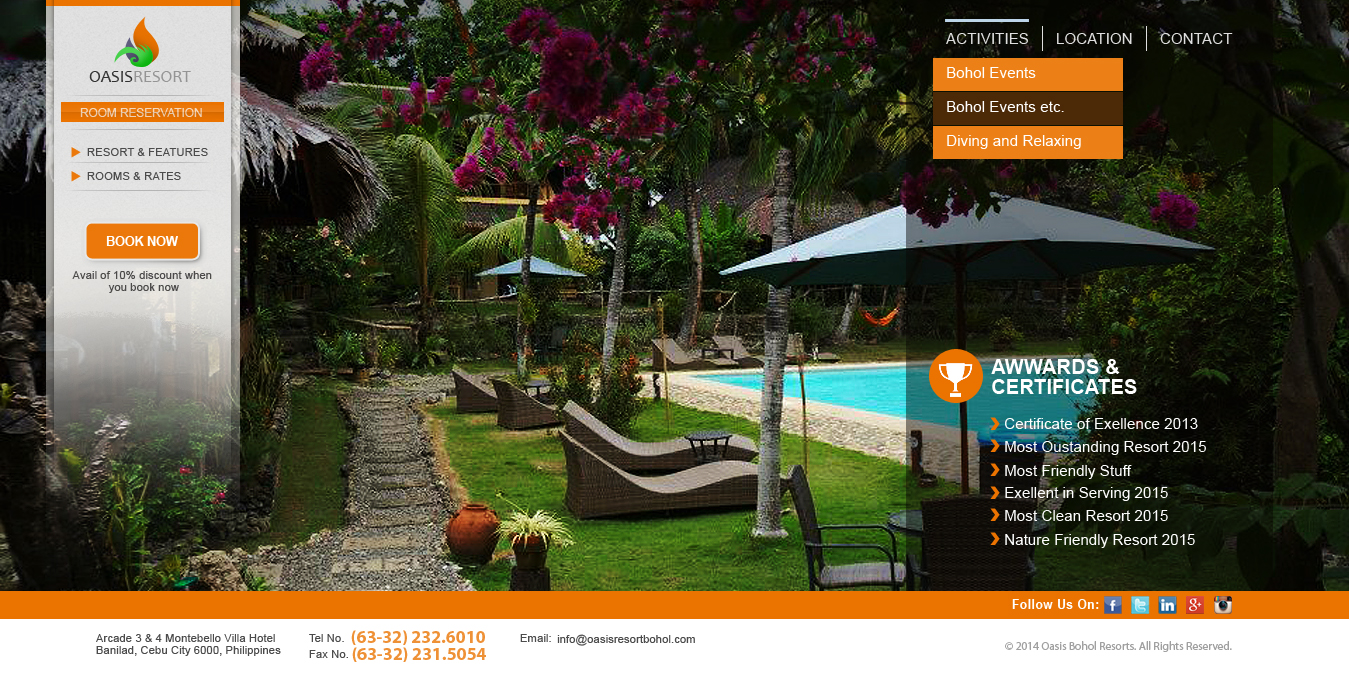 OASISRESORT
ROOM RESERVATION
RESORT & FEATURES
ROOMS & RATES
BOOK NOW
Avail of 10% discount when
you book now
ACTIVITIES
LOCATION
CONTACT
Bohol Events
Bohol Events etc.
Diving and Relaxing
AWWARDS &
CERTIFICATES
Certificate of Exellence 2013
Most Oustanding Resort 2015
Most Friendly Stuff
Exellent in Serving 2015
Most Clean Resort 2015
Nature Friendly Resort 2015
Follow Us On:
Arcade 3 & 4 Montebello Villa Hotel
Banilad, Cebu City 6000, Philippines
Tel No. (63-32) 232.6010
Fax No. (63-32) 231.5054
Email: info@oasisresortbohol.com
© 2014 Oasis Bohol Resorts. All Rights Reserved.